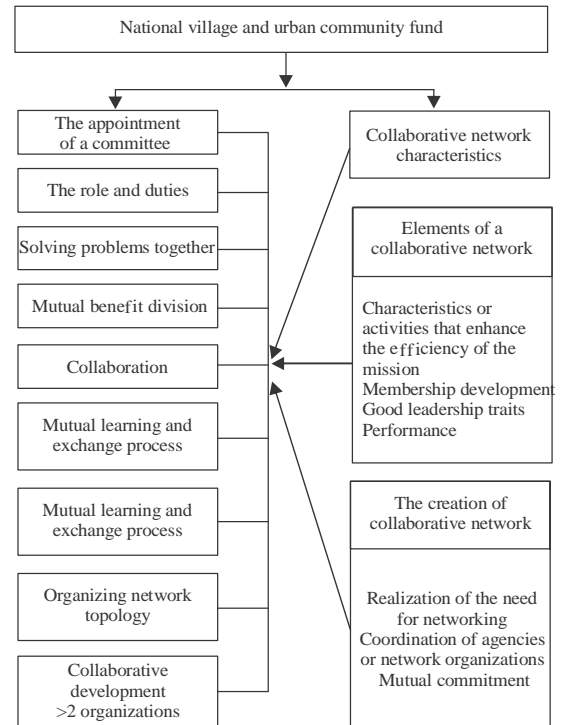 National village and urban community fund
The appointment
of a committee
The role and duties
Solving problems together
Mutual benefit division
Collaboration
Mutual learning and
exchange process
Mutual learning and
exchange process
Organizing network
topology
Collaborative
development
>2 organizations
Collaborative network
characteristics
Elements of a
collaborative network
Characteristics or
activities that enhance
the efficiency of the
mission
Membership development
Good leadership traits
Performance
The creation of
collaborative network
Realization of the need
for networking
Coordination of agencies
or network organizations
Mutual commitment